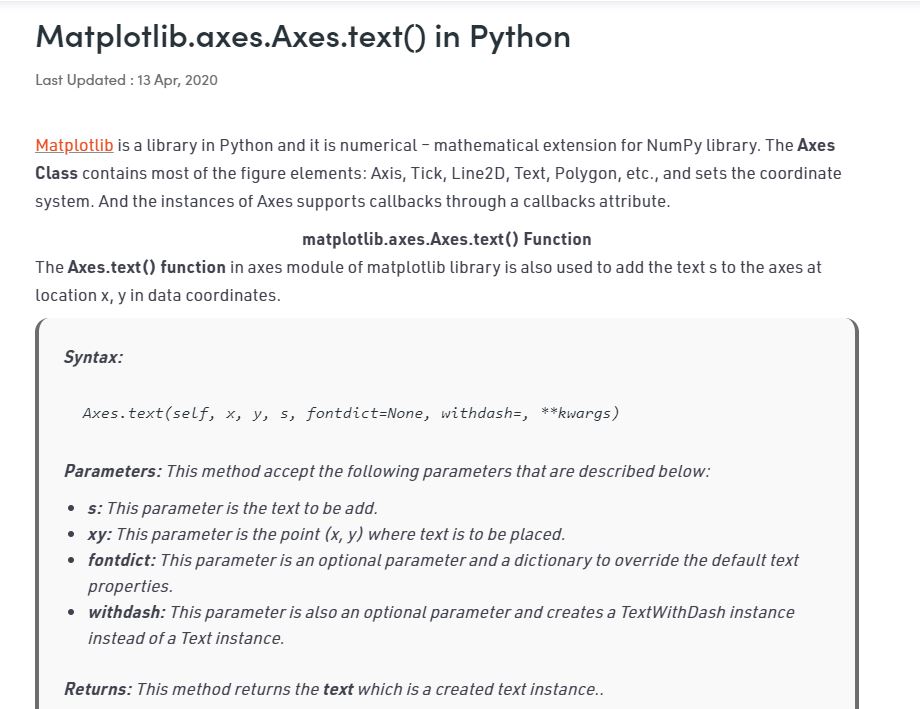 Matplotlib.axes.Axes.text() in Python
Last Updated : 13 Apr, 2020
Matplotlib is a library in Python and it is numerical – mathematical extension for NumPy library. The Axes
Class contains most of the figure elements: Axis, Tick, Line2D, Text, Polygon, etc., and sets the coordinate
system. And the instances of Axes supports callbacks through a callbacks attribute.
matplotlib.axes.Axes.text() Function
The Axes.text() function in axes module of matplotlib library is also used to add the text s to the axes at
location x, y in data coordinates.
Syntax:
Axes.text(self, x, y, s, fontdict=None, withdash=, **kwargs)
Parameters: This method accept the following parameters that are described below:
• s: This parameter is the text to be add.
• xy: This parameter is the point (x, y) where text is to be placed.
• fontdict: This parameter is an optional parameter and a dictionary to override the default text
properties.
• withdash: This parameter is also an optional parameter and creates a TextWithDash instance
instead of a Text instance.
Returns: This method returns the text which is a created text instance..